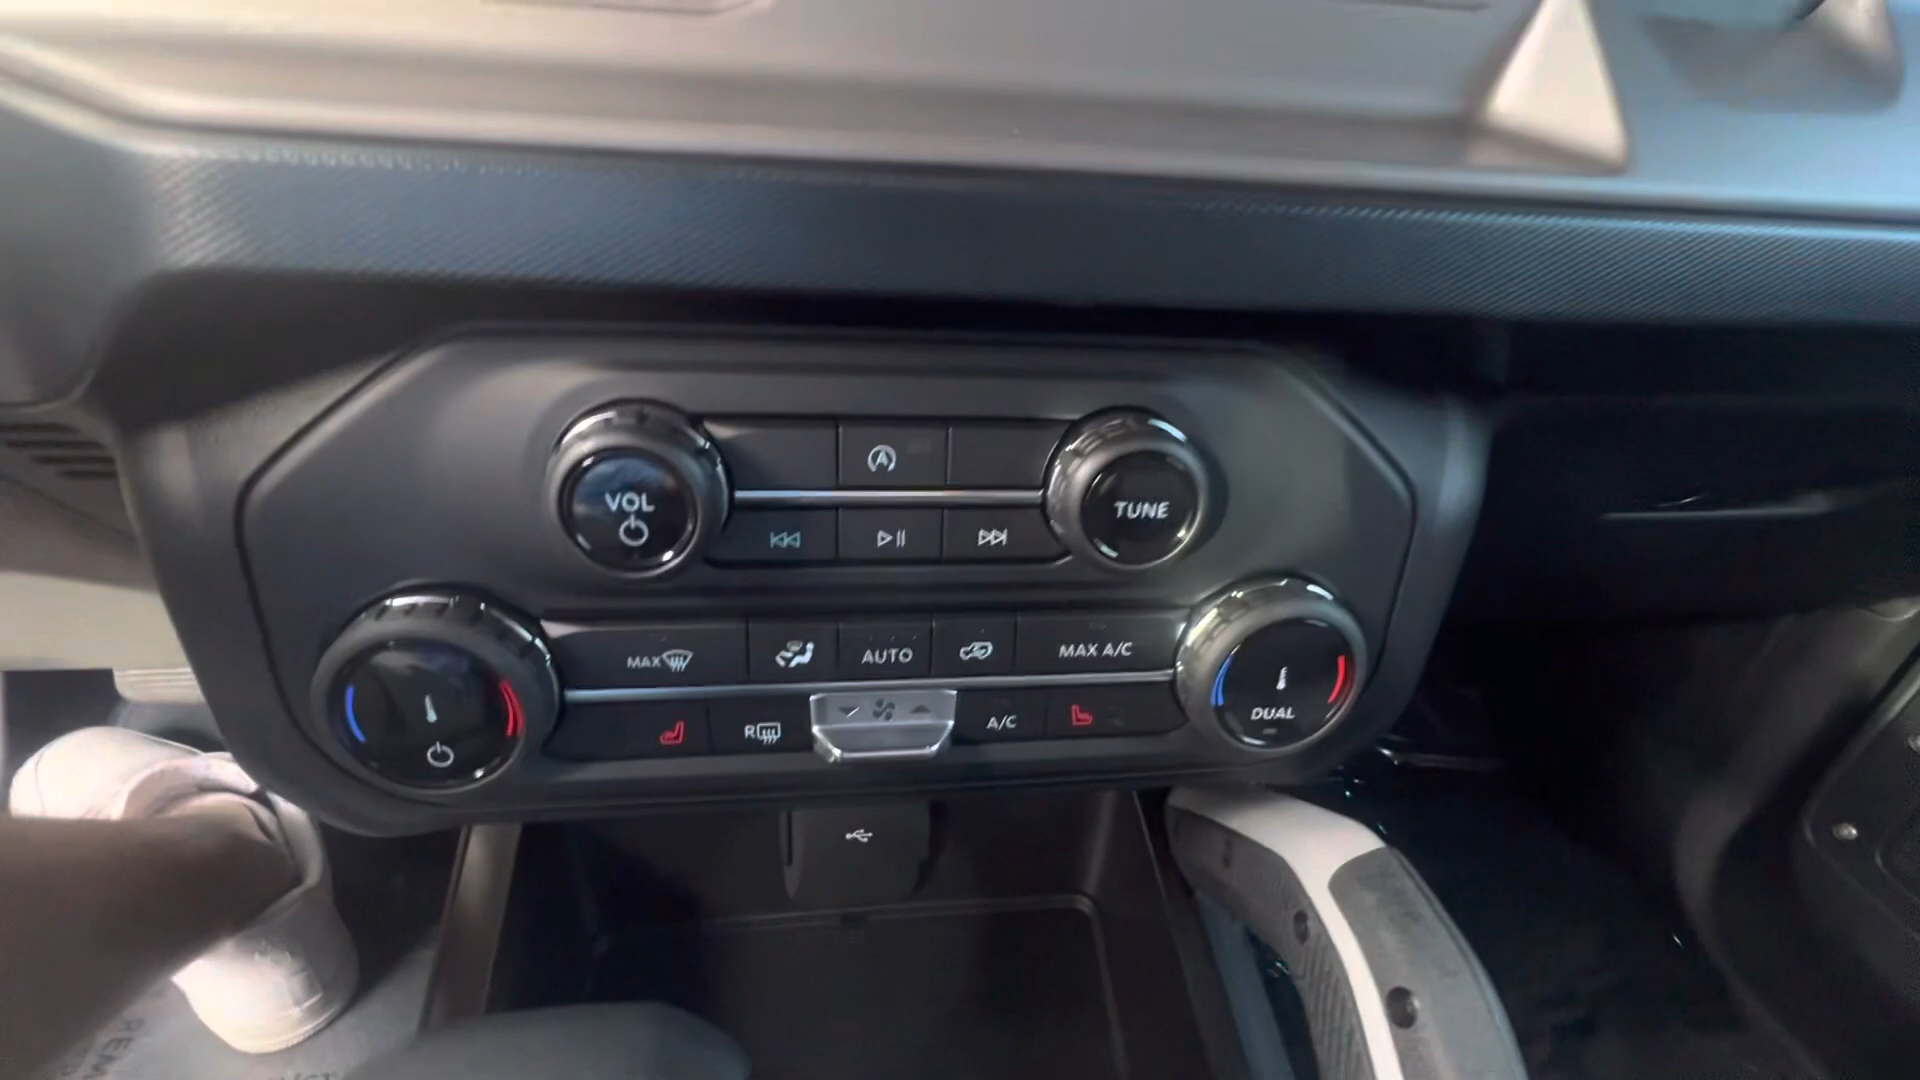 VOL
TUNE
MAX
AUTO
MAX A/C
R
A/C
DUAL